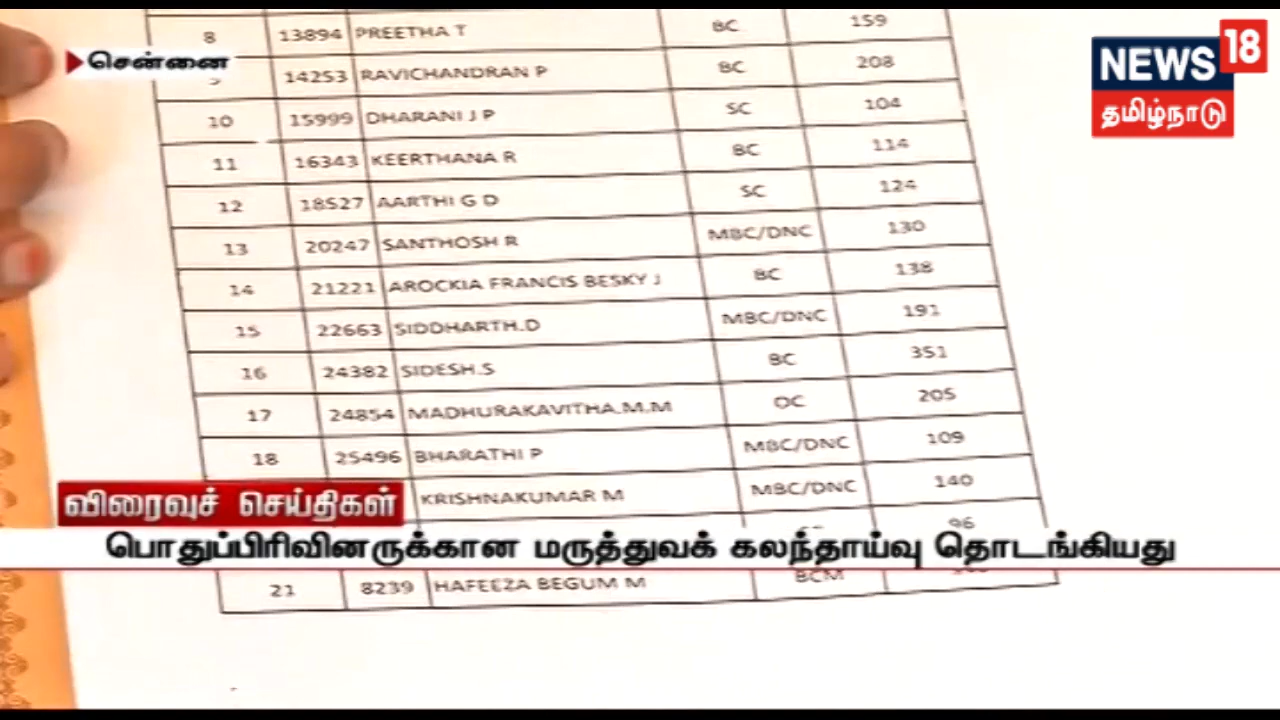 8 13894 PREETHA T BC 159
சென்னை
14253 RAVICHANDRAN P BC 208
NEWS 18
தமிழ்நாடு
10 15999 DHARANI J P SC 104
11 16343 KEERTHANA R BC 114
12 18527 AARTHI G D SC 124
13 20247 SANTHOSH R MBC/DNC 130
14 21221 AROCKIA FRANCIS BESKY J BC 138
15 22663 SIDDHARTH.D MBC/DNC 191
16 24382 SIDESH.S BC 351
17 24854 MADHURAKAVITHA.M.M OC 205
18 25496 BHARATHI P MBC/DNC 109
KRISHNAKUMAR M MBC/DNC 140
விரைவுச் செய்திகள்
96
பொதுப்பிரிவினருக்கான மருத்துவக் கலந்தாய்வு தொடங்கியது
21 8239 HAFEEZA BEGUM M BCM